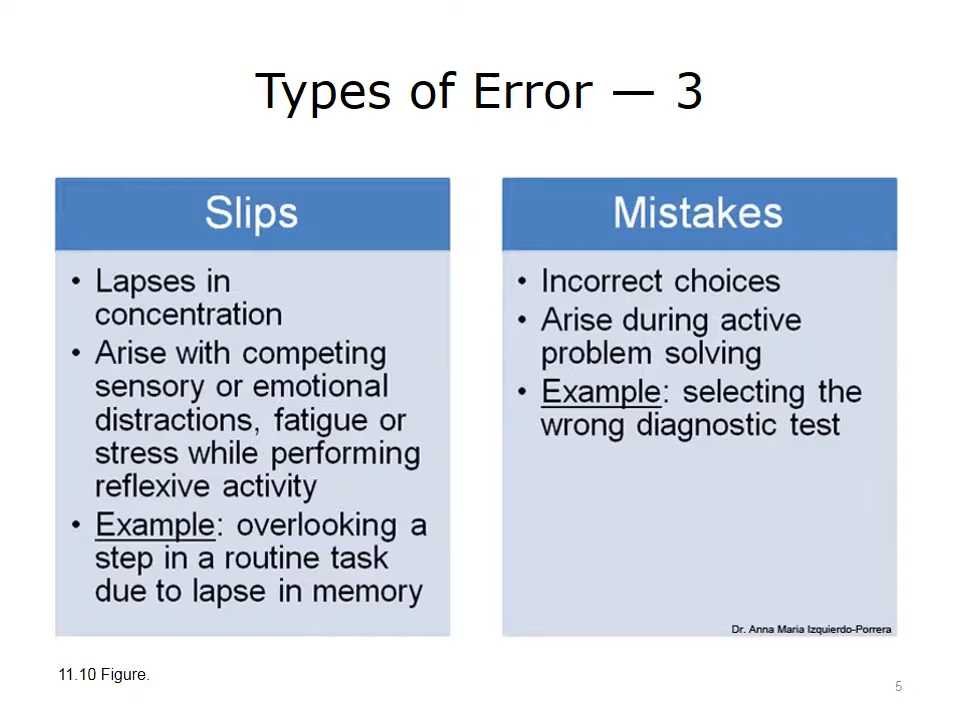 Types of Error — 3
Slips
• Lapses in
concentration
• Arise with competing
sensory or emotional
distractions, fatigue or
stress while performing
reflexive activity
• Example: overlooking a
step in a routine task
due to lapse in memory
Mistakes
• Incorrect choices
• Arise during active
problem solving
• Example: selecting the
wrong diagnostic test
Dr. Anna Maria Izquierdo-Porrera
11.10 Figure.
5